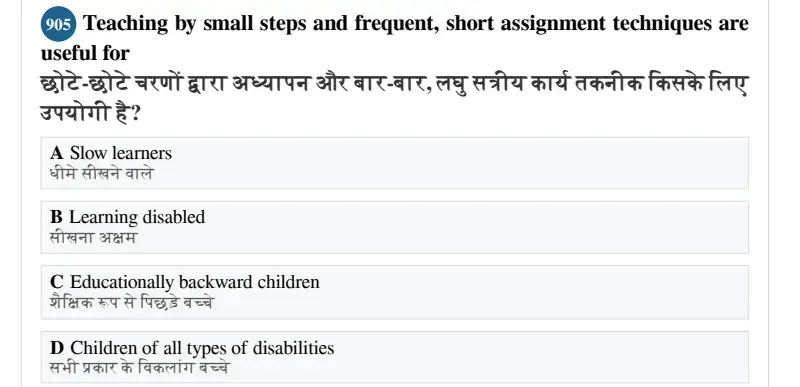 905 Teaching by small steps and frequent, short assignment techniques are
useful for
छोटे-छोटे चरणों द्वारा अध्यापन और बार-बार, लघु सत्रीय कार्य तकनीक किसके लिए
उपयोगी है?
A Slow learners
धीमे सीखने वाले
B Learning disabled
सीखना अक्षम
C Educationally backward children
शैक्षिक रूप से पिछड़े बच्चे
D Children of all types of disabilities
सभी प्रकार के विकलांग बच्चे